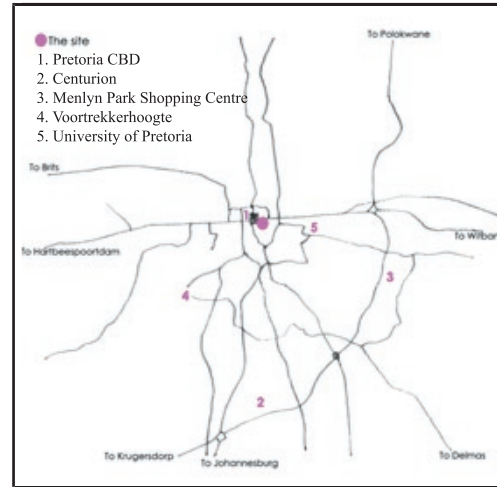 The site
1. Pretoria CBD
2. Centurion
3. Menlyn Park Shopping Centre
4. Voortrekkerhoogte
5. University of Pretoria
To Polokwane
To Brits
1
5
To Hartbeespoortdam
To Witban
3
4
2
To Krugersdorp
To Johannesburg
To Delmas